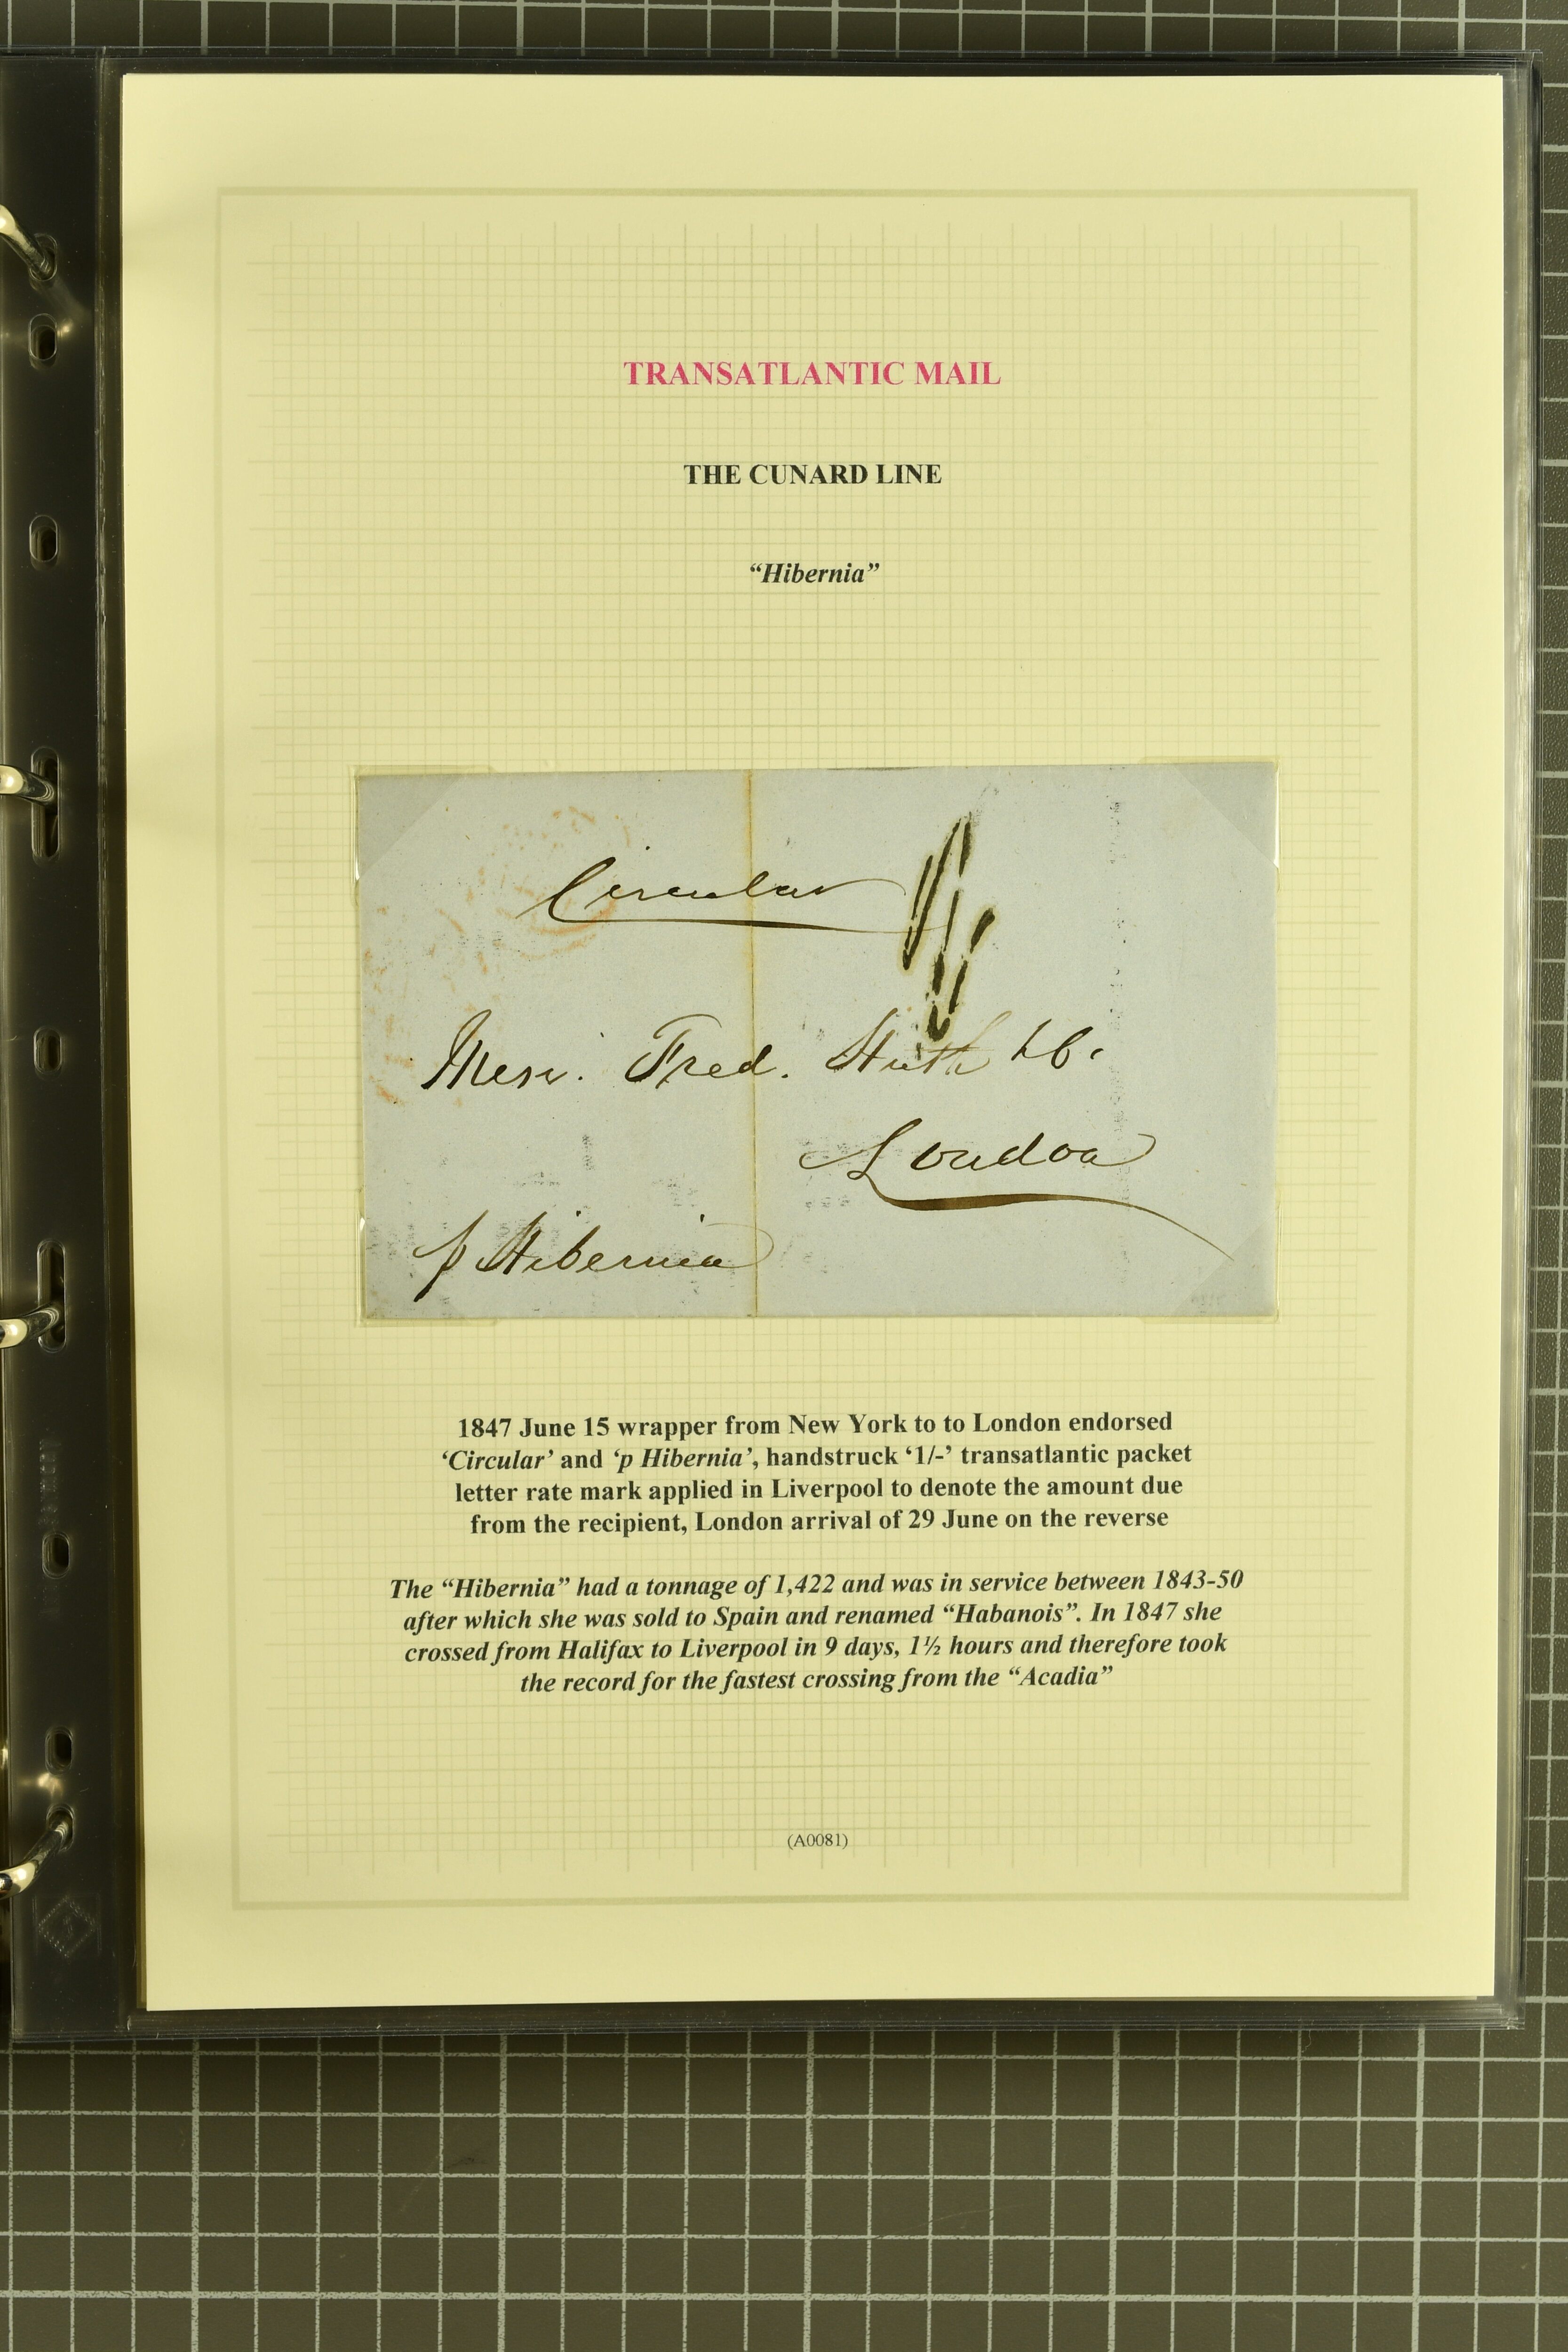 TRANSATLANTIC MAIL
THE CUNARD LINE
“Hibernia”
Circular
1/-
Messrs. Fred. Huth & Co.
London
p Hibernia
1847 June 15 wrapper from New York to to London endorsed
‘Circular’ and ‘p Hibernia’, handstruck ‘1/-’ transatlantic packet
letter rate mark applied in Liverpool to denote the amount due
from the recipient, London arrival of 29 June on the reverse
The “Hibernia” had a tonnage of 1,422 and was in service between 1843-50
after which she was sold to Spain and renamed “Habanois”. In 1847 she
crossed from Halifax to Liverpool in 9 days, 1½ hours and therefore took
the record for the fastest crossing from the “Acadia”
(A0081)